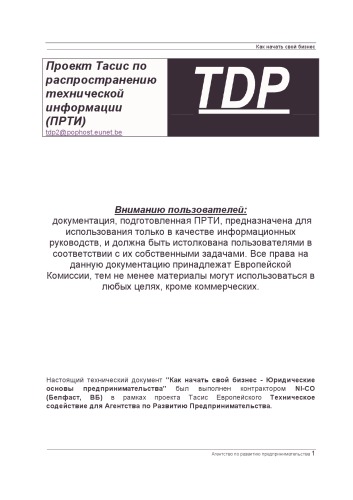 Как начать свой бизнес
Проект Тасис по
распространению
технической
информации
(ПРТИ)
tdp2@pophost.eunet.be
TDP
Вниманию пользователей:
документация, подготовленная ПРТИ, предназначена для
использования только в качестве информационных
руководств, и должна быть истолкована пользователями в
соответствии с их собственными задачами. Все права на
данную документацию принадлежат Европейской
Комиссии, тем не менее материалы могут использоваться в
любых целях, кроме коммерческих.
Настоящий технический документ "Как начать свой бизнес - Юридические
основы предпринимательства" был выполнен контрактором NI-CO
(Белфаст, ВБ) в рамках проекта Тасис Европейского Техническое
содействие для Агентства по Развитию Предпринимательства.
Агентство по развитию предпринимательства 1